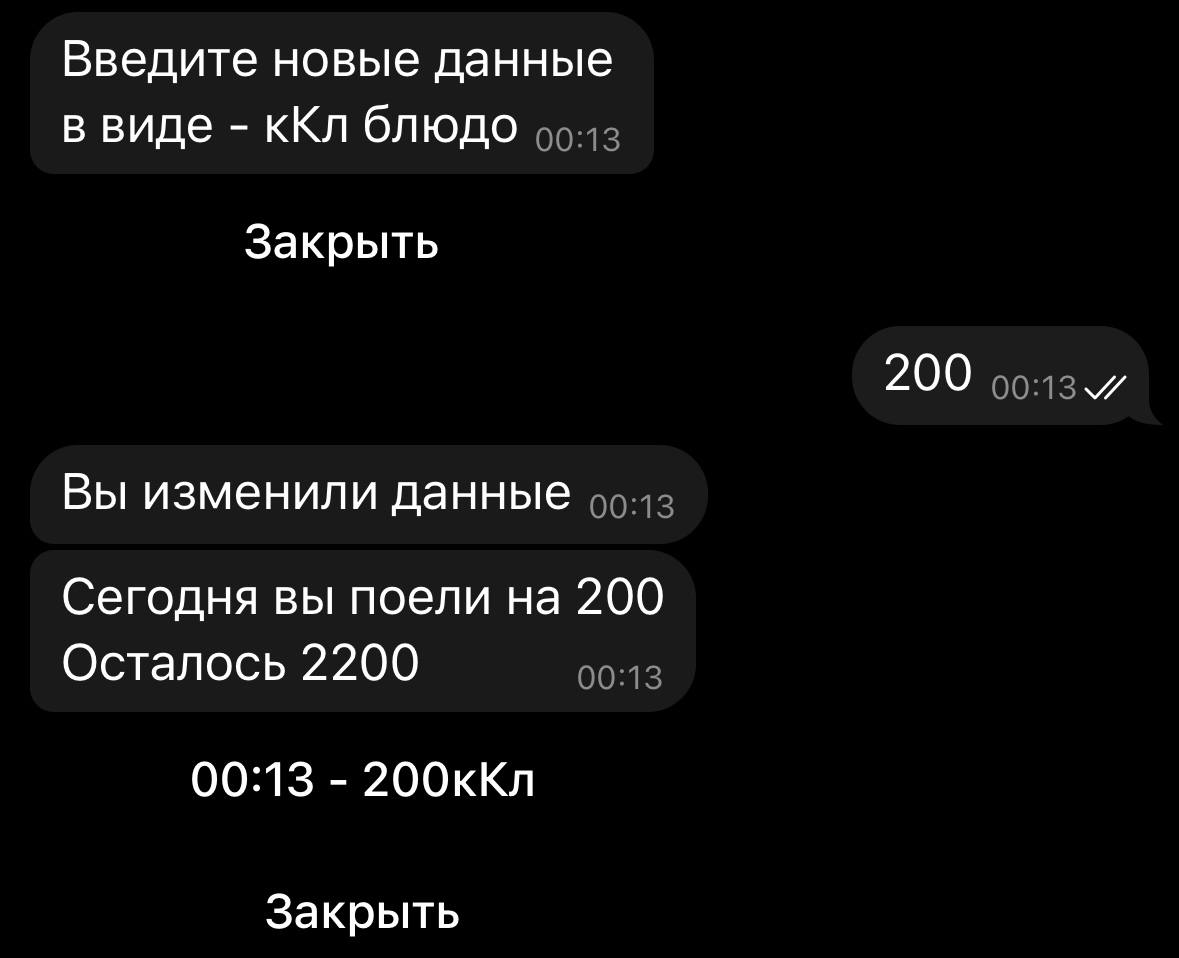 Введите новые данные
в виде - кКл блюдо 00:13
Закрыть
200 00:13
Вы изменили данные 00:13
Сегодня вы поели на 200
Осталось 2200 00:13
00:13 - 200кКл
Закрыть